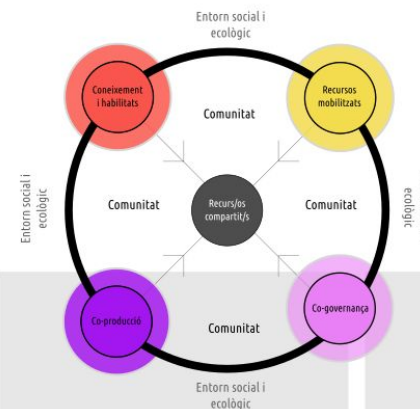 Entorn social i
ecològic
Coneixement
i habilitats
Recursos
mobilitzats
Comunitat
Entorn social i
ecològic
Comunitat
Recurs/os
compartit/s
Comunitat
ecològic
Co-producció
Comunitat
Co-governança
Entorn social i
ecològic